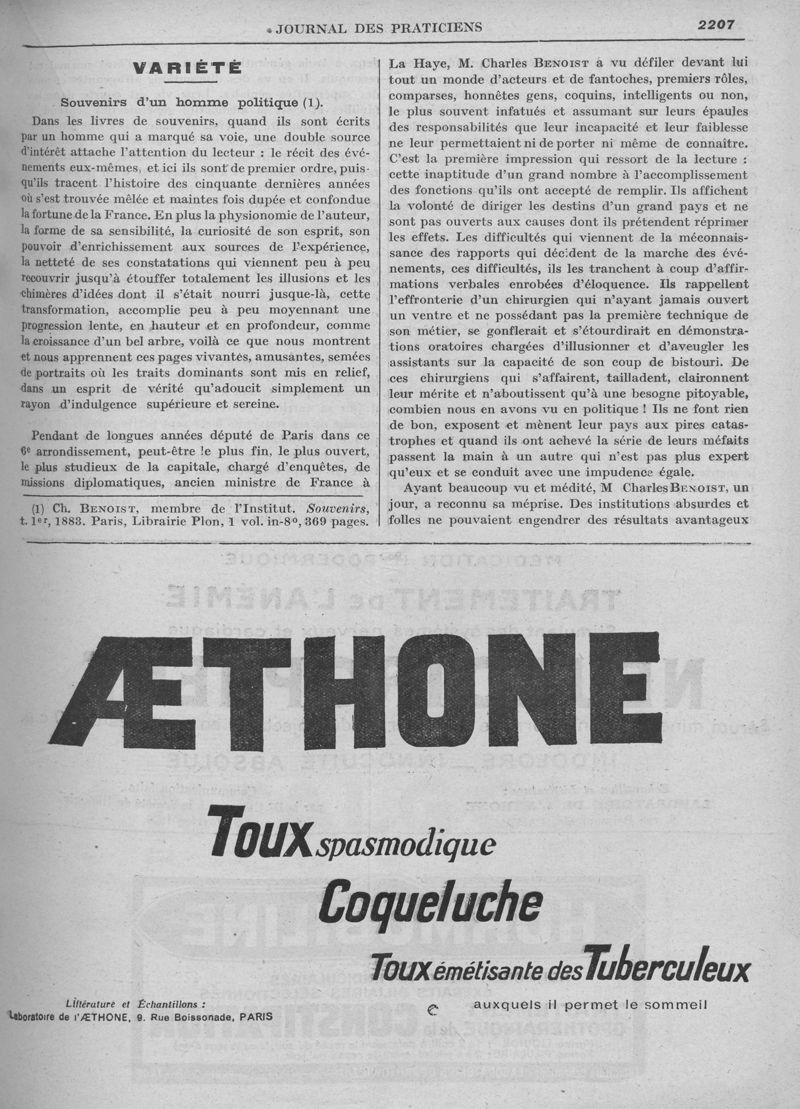 JOURNAL DES PRATICIENS
2207
VARIÉTÉ
Souvenirs d'un homme politique (1).
Dans les livres de souvenirs, quand ils sont écrits
par un homme qui a marqué sa voie, une double source
d'intérêt attache l'attention du lecteur : le récit des évé-
nements eux-mêmes, et ici ils sont de premier ordre, puis-
qu'ils tracent l'histoire des cinquante dernières années
où s'est trouvée mêlée et maintes fois dupée et confondue
la fortune de la France. En plus la physionomie de l'auteur,
la forme de sa sensibilité, la curiosité de son esprit, son
pouvoir d'enrichissement aux sources de l'expérience,
la netteté de ses constatations qui viennent peu à peu
recouvrir jusqu'à étouffer totalement les illusions et les
chimères d'idées dont il s'était nourri jusque-là, cette
transformation, accomplie peu à peu moyennant une
progression lente, en hauteur et en profondeur, comme
la croissance d'un bel arbre, voilà ce que nous montrent
et nous apprennent ces pages vivantes, amusantes, semées
de portraits où les traits dominants sont mis en relief,
dans un esprit de vérité qu'adoucit simplement un
rayon d'indulgence supérieure et sereine.
Pendant de longues années député de Paris dans ce
6e arrondissement, peut-être le plus fin, le plus ouvert,
le plus studieux de la capitale, chargé d'enquêtes, de
missions diplomatiques, ancien ministre de France à
(1) Ch. BENOIST, membre de l'Institut. Souvenirs,
t. 1er, 1883. Paris, Librairie Plon, 1 vol. in-8o, 369 pages.
La Haye, M. Charles BENOIST a vu défiler devant lui
tout un monde d'acteurs et de fantoches, premiers rôles,
comparses, honnêtes gens, coquins, intelligents ou non,
le plus souvent infatués et assumant sur leurs épaules
des responsabilités que leur incapacité et leur faiblesse
ne leur permettaient ni de porter ni même de connaître.
C'est la première impression qui ressort de la lecture :
cette inaptitude d'un grand nombre à l'accomplissement
des fonctions qu'ils ont accepté de remplir. Ils affichent
la volonté de diriger les destins d'un grand pays et ne
sont pas ouverts aux causes dont ils prétendent réprimer
les effets. Les difficultés qui viennent de la méconnais-
sance des rapports qui décident de la marche des évé-
nements, ces difficultés, ils les tranchent à coup d'affir-
mations verbales enrobées d'éloquence. Ils rappellent
l'effronterie d'un chirurgien qui n'ayant jamais ouvert
un ventre et ne possédant pas la première technique de
son métier, se gonflerait et s'étourdirait en démonstra-
tions oratoires chargées d'illusionner et d'aveugler les
assistants sur la capacité de son coup de bistouri. De
ces chirurgiens qui s'affairent, tailladent, claironnent
leur mérite et n'aboutissent qu'à une besogne pitoyable,
combien nous en avons vu en politique ! Ils ne font rien
de bon, exposent et mènent leur pays aux pires catas-
trophes et quand ils ont achevé la série de leurs méfaits
passent la main à un autre qui n'est pas plus expert
qu'eux et se conduit avec une impudence égale.
Ayant beaucoup vu et médité, M Charles BENOIST, un
jour, a reconnu sa méprise. Des institutions absurdes et
folles ne pouvaient engendrer des résultats avantageux
ÆTHONE
Toux spasmodique
Coqueluche
Toux émétisante des Tuberculeux
auxquels il permet le sommeil
Littérature et Échantillons :
Laboratoire de l'ÆTHONE, 9. Rue Boissonade, PARIS